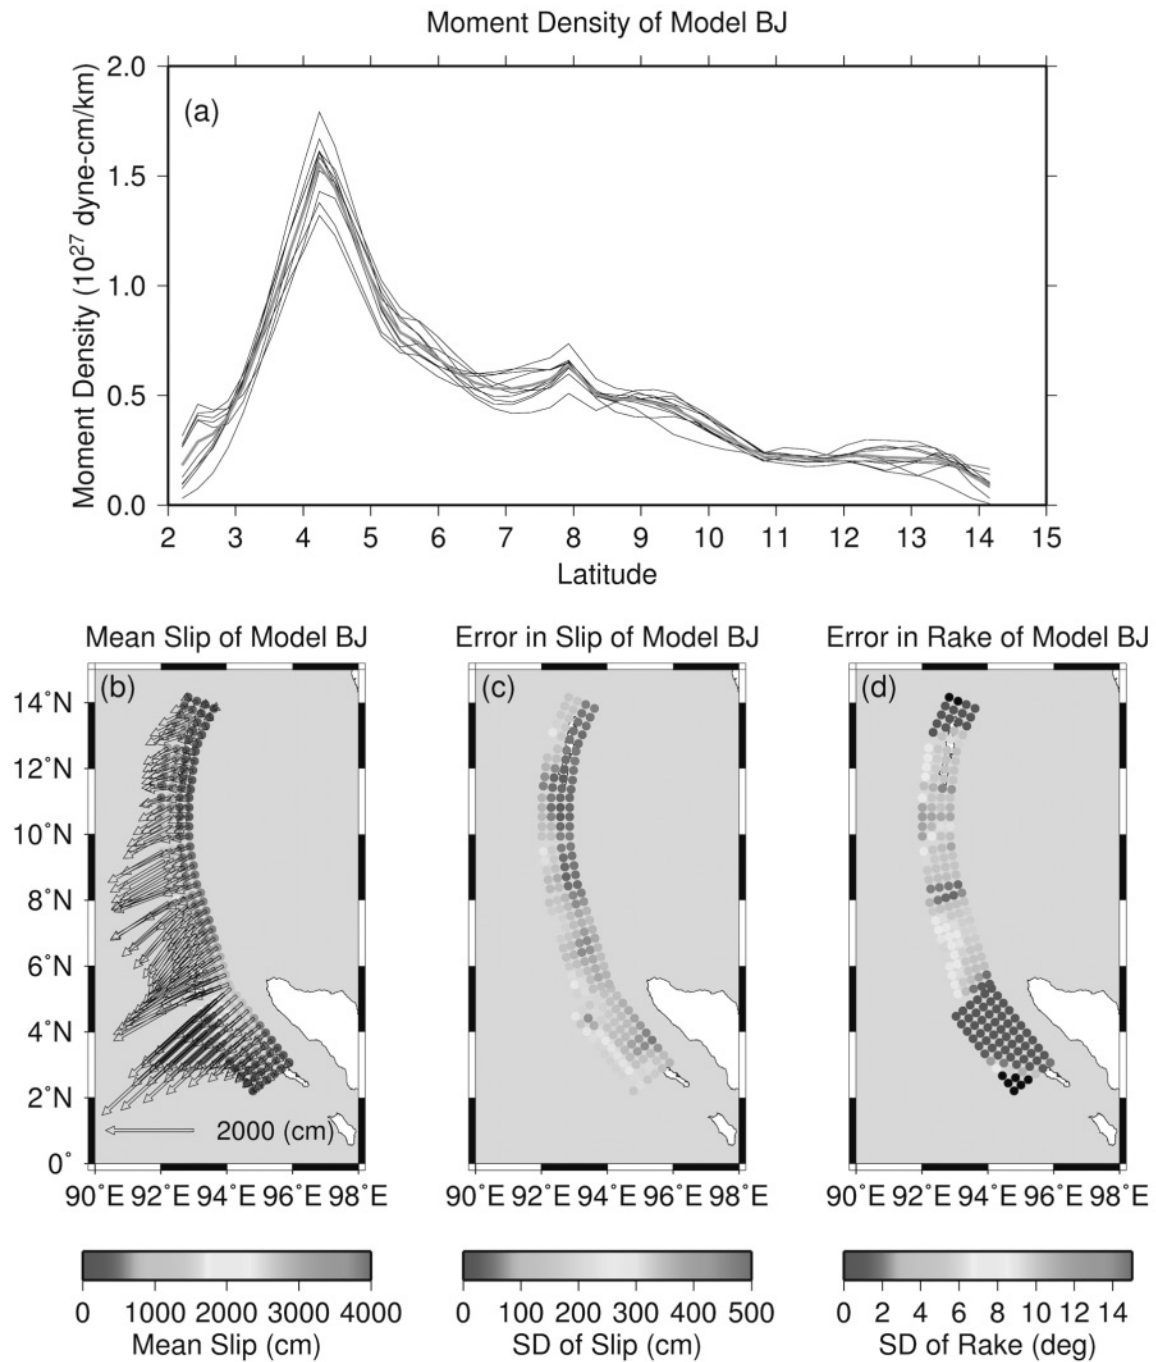 Moment Density of Model BJ
2.0
(a)
1.5
1.0
0.5
0.0
Moment Density (10²⁷ dyne-cm/km)
2 3 4 5 6 7 8 9 10 11 12 13 14 15
Latitude
Mean Slip of Model BJ
Error in Slip of Model BJ
Error in Rake of Model BJ
(b)
(c)
(d)
14˚N
12˚N
10˚N
8˚N
6˚N
4˚N
2˚N
0˚
2000 (cm)
90˚E 92˚E 94˚E 96˚E 98˚E
90˚E 92˚E 94˚E 96˚E 98˚E
90˚E 92˚E 94˚E 96˚E 98˚E
0 1000 2000 3000 4000
Mean Slip (cm)
0 100 200 300 400 500
SD of Slip (cm)
0 2 4 6 8 10 12 14
SD of Rake (deg)